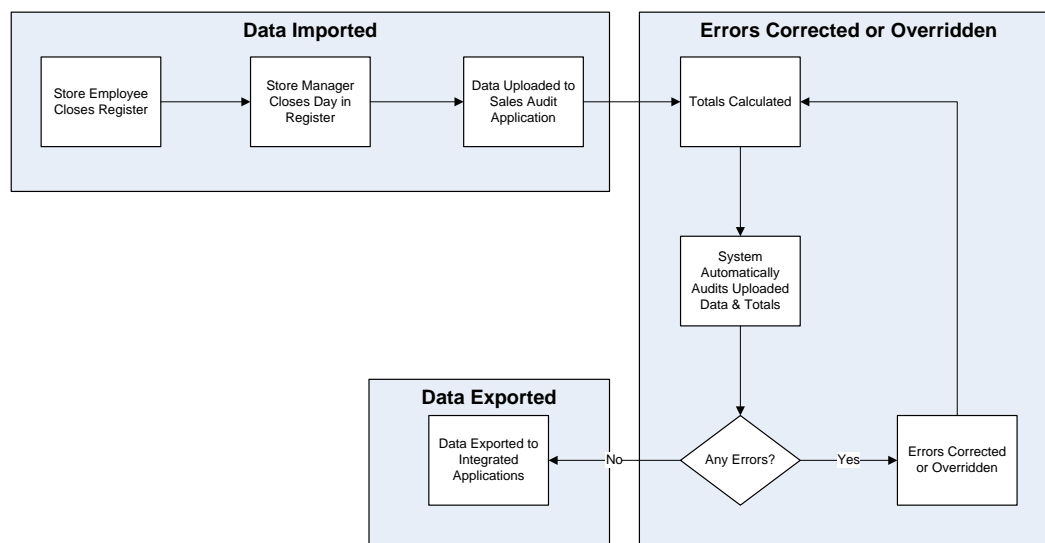 Data Imported
Store Employee
Closes Register
Store Manager
Closes Day in
Register
Data Uploaded to
Sales Audit
Application
Errors Corrected or Overridden
Totals Calculated
System
Automatically
Audits Uploaded
Data & Totals
Any Errors?
Yes
Errors Corrected
or Overridden
No
Data Exported
Data Exported to
Integrated
Applications